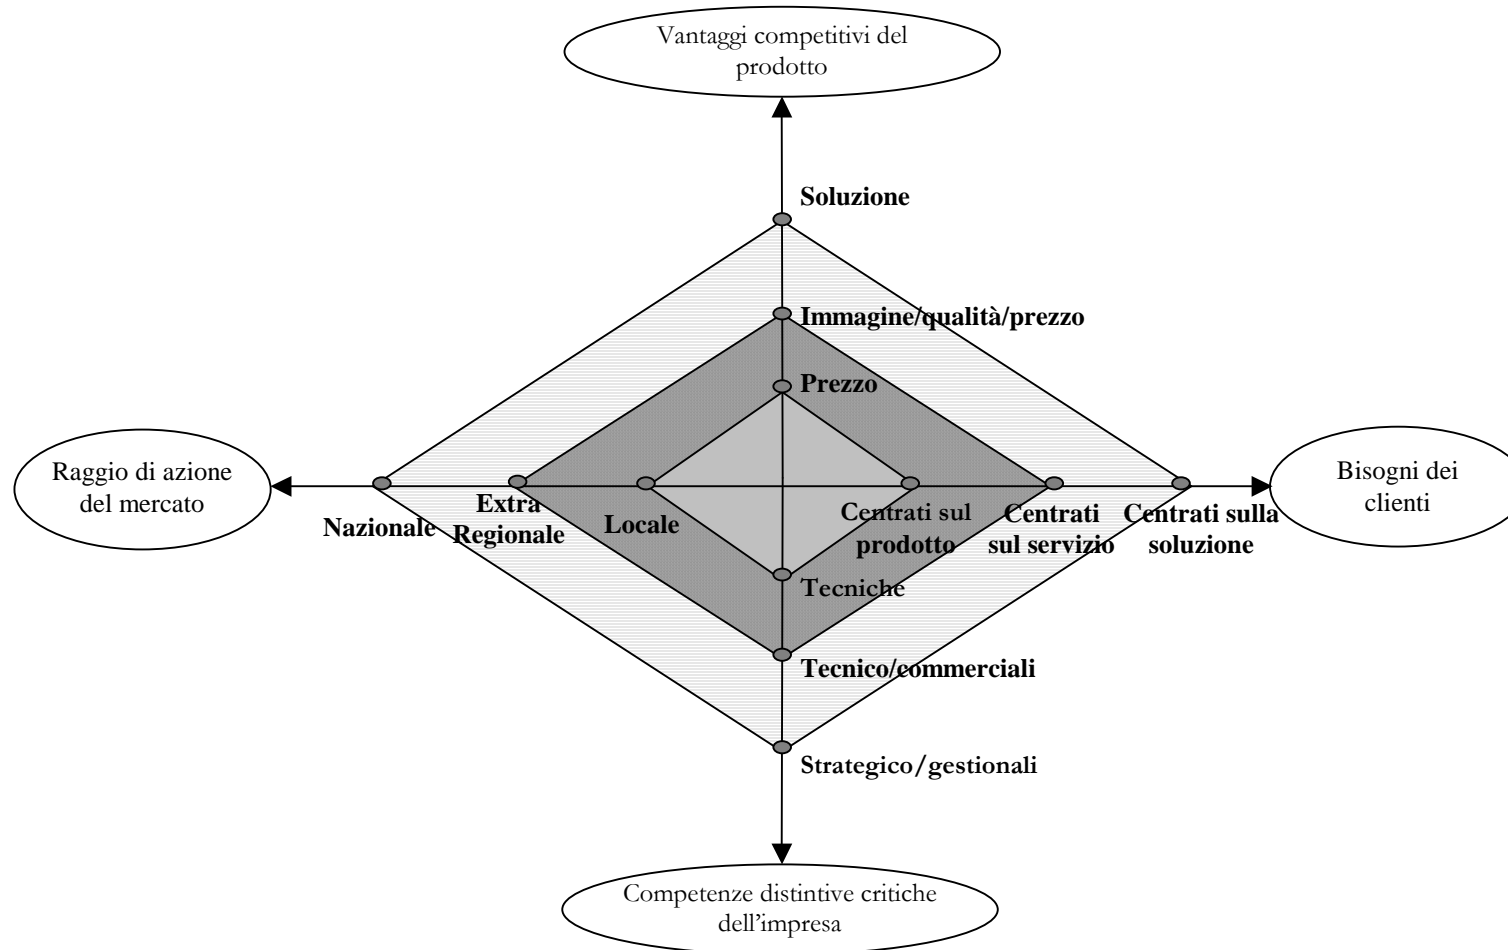 Vantaggi competitivi del
prodotto
Soluzione
Immagine/qualità/prezzo
Prezzo
Raggio di azione
del mercato
Bisogni dei
clienti
Nazionale
Extra
Regionale
Locale
Centrati sul
prodotto
Centrati
sul servizio
Centrati sulla
soluzione
Tecniche
Tecnico/commerciali
Strategico/gestionali
Competenze distintive critiche
dell'impresa